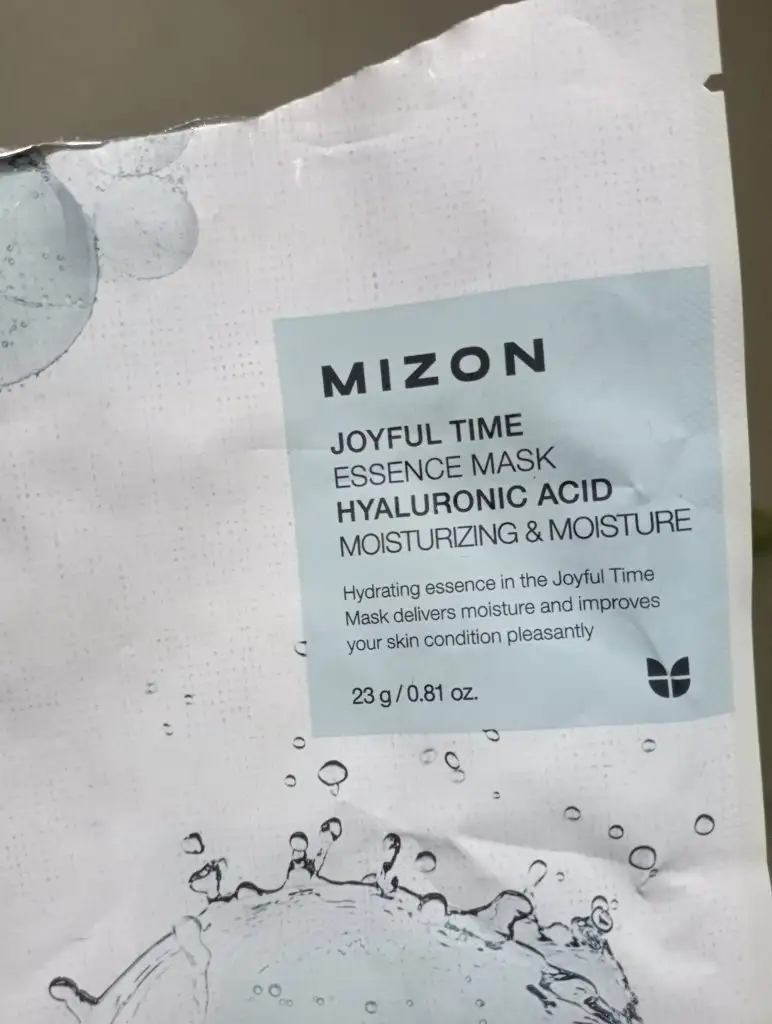 MIZON
JOYFUL TIME
ESSENCE MASK
HYALURONIC ACID
MOISTURIZING & MOISTURE
Hydrating essence in the Joyful Time
Mask delivers moisture and improves
your skin condition pleasantly
23 g / 0.81 oz.